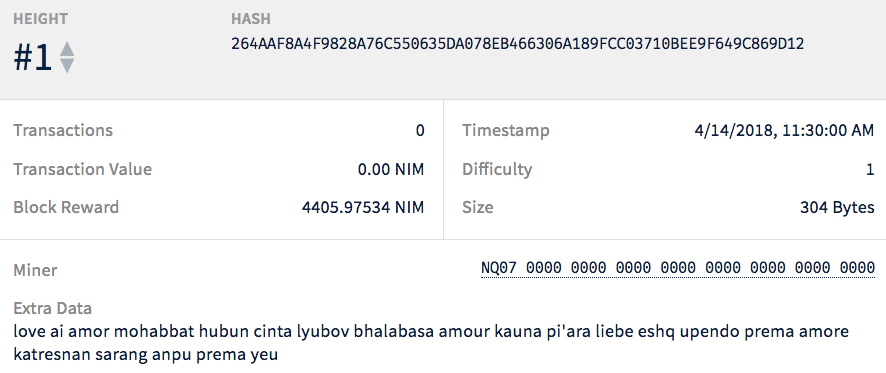 HEIGHT
HASH
#1
264AAF8A4F9828A76C550635DA078EB466306A189FCC03710BEE9F649C869D12
Transactions 0
Timestamp 4/14/2018, 11:30:00 AM
Transaction Value 0.00 NIM
Difficulty 1
Block Reward 4405.97534 NIM
Size 304 Bytes
Miner NQ07 0000 0000 0000 0000 0000 0000 0000 0000
Extra Data
love ai amor mohabbat hubun cinta lyubov bhalabasa amour kauna pi'ara liebe eshq upendo prema amore
katresnan sarang anpu prema yeu